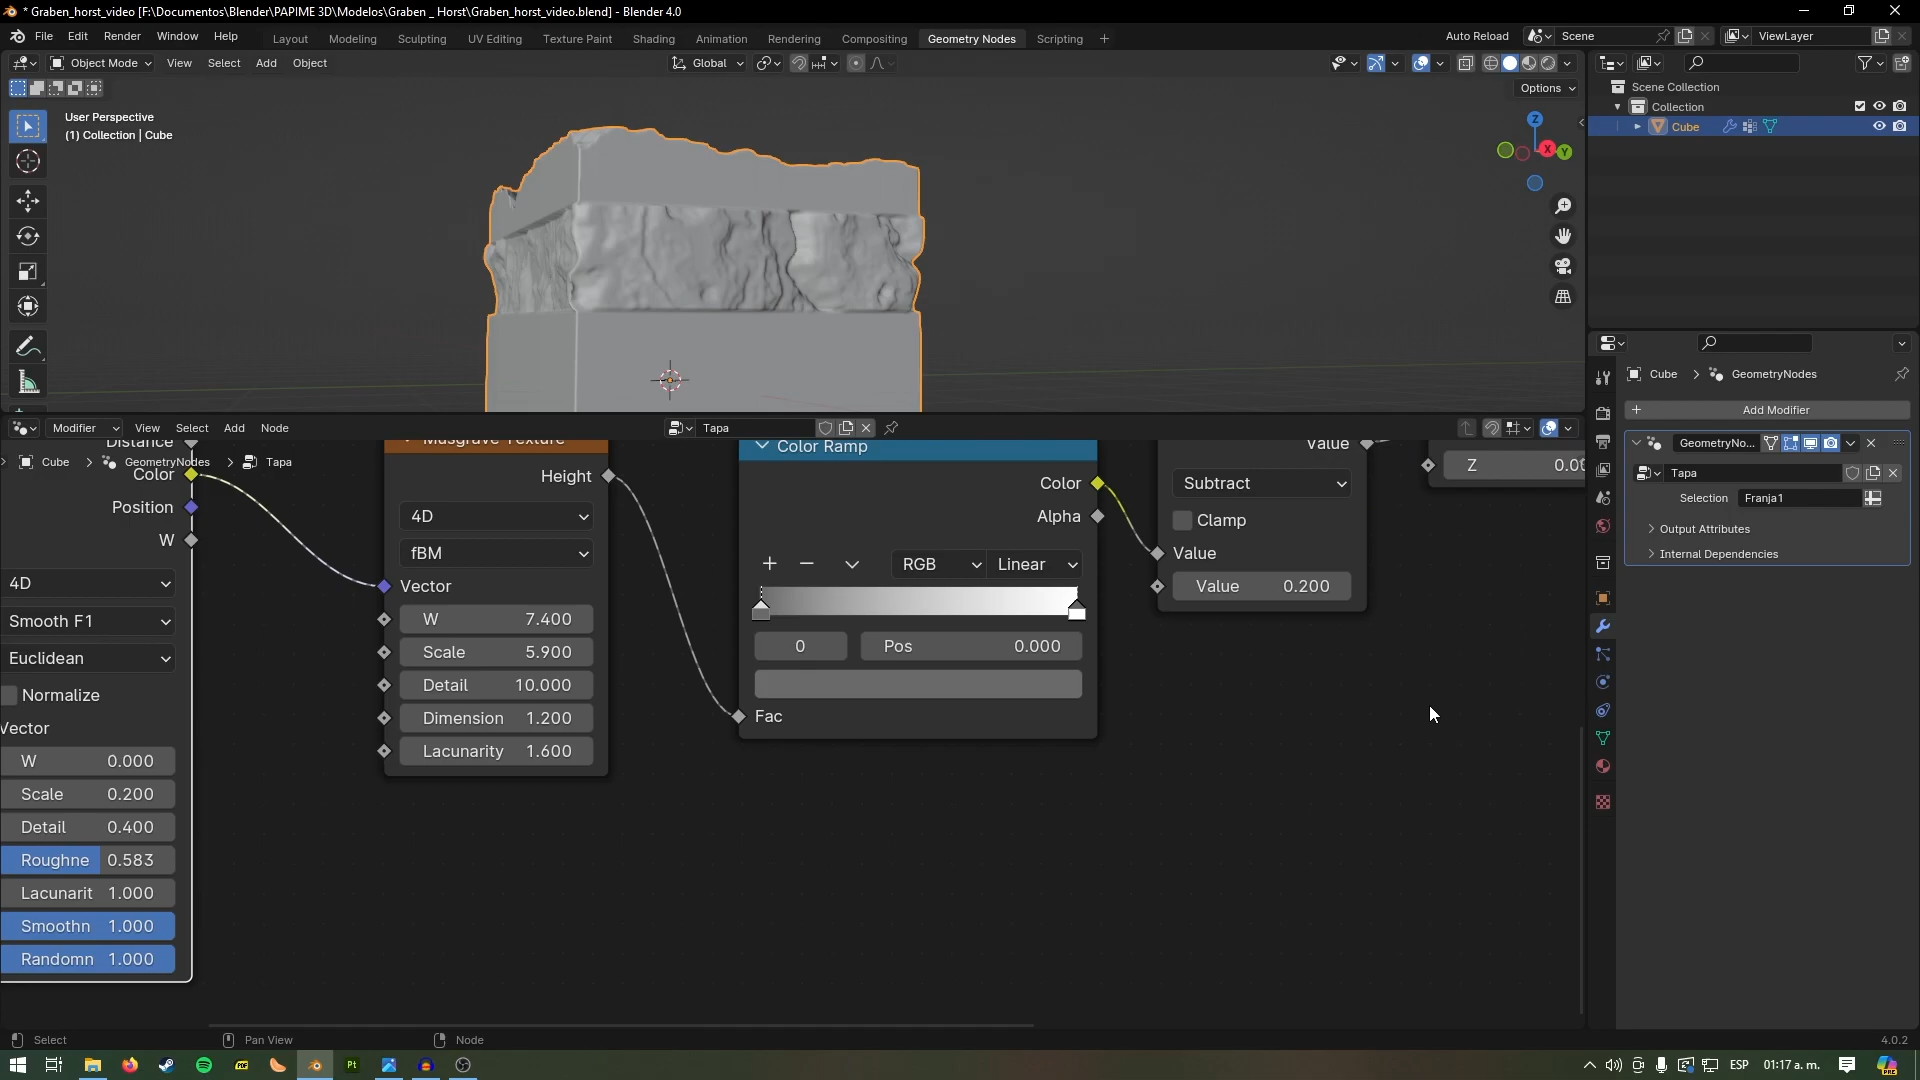 * Graben_horst_video [F:\Documentos\Blender\PAPIME 3D\Modelos\Graben _ Horst\Graben_horst_video.blend] - Blender 4.0
File Edit Render Window Help
Layout Modeling Sculpting UV Editing Texture Paint Shading Animation Rendering Compositing Geometry Nodes Scripting +
Auto Reload Scene ViewLayer
Object Mode View Select Add Object Global
Options
User Perspective
(1) Collection | Cube
Z
X
Y
Scene Collection
Collection
Cube
Cube > GeometryNodes
Add Modifier
GeometryNo...
Tapa
Selection Franja1
Output Attributes
Internal Dependencies
Modifier View Select Add Node Tapa
Cube > GeometryNodes > Tapa
Distance
Color
Position
W
4D
Smooth F1
Euclidean
Normalize
Vector
W 0.000
Scale 0.200
Detail 0.400
Roughne 0.583
Lacunarit 1.000
Smoothn 1.000
Randomn 1.000
Musgrave Texture
Height
4D
fBM
Vector
W 7.400
Scale 5.900
Detail 10.000
Dimension 1.200
Lacunarity 1.600
Color Ramp
Color
Alpha
RGB Linear
0 Pos 0.000
Fac
Value
Subtract
Clamp
Value
Value 0.200
Z 0.00
Select Pan View Node 4.0.2
ESP 01:17 a. m.